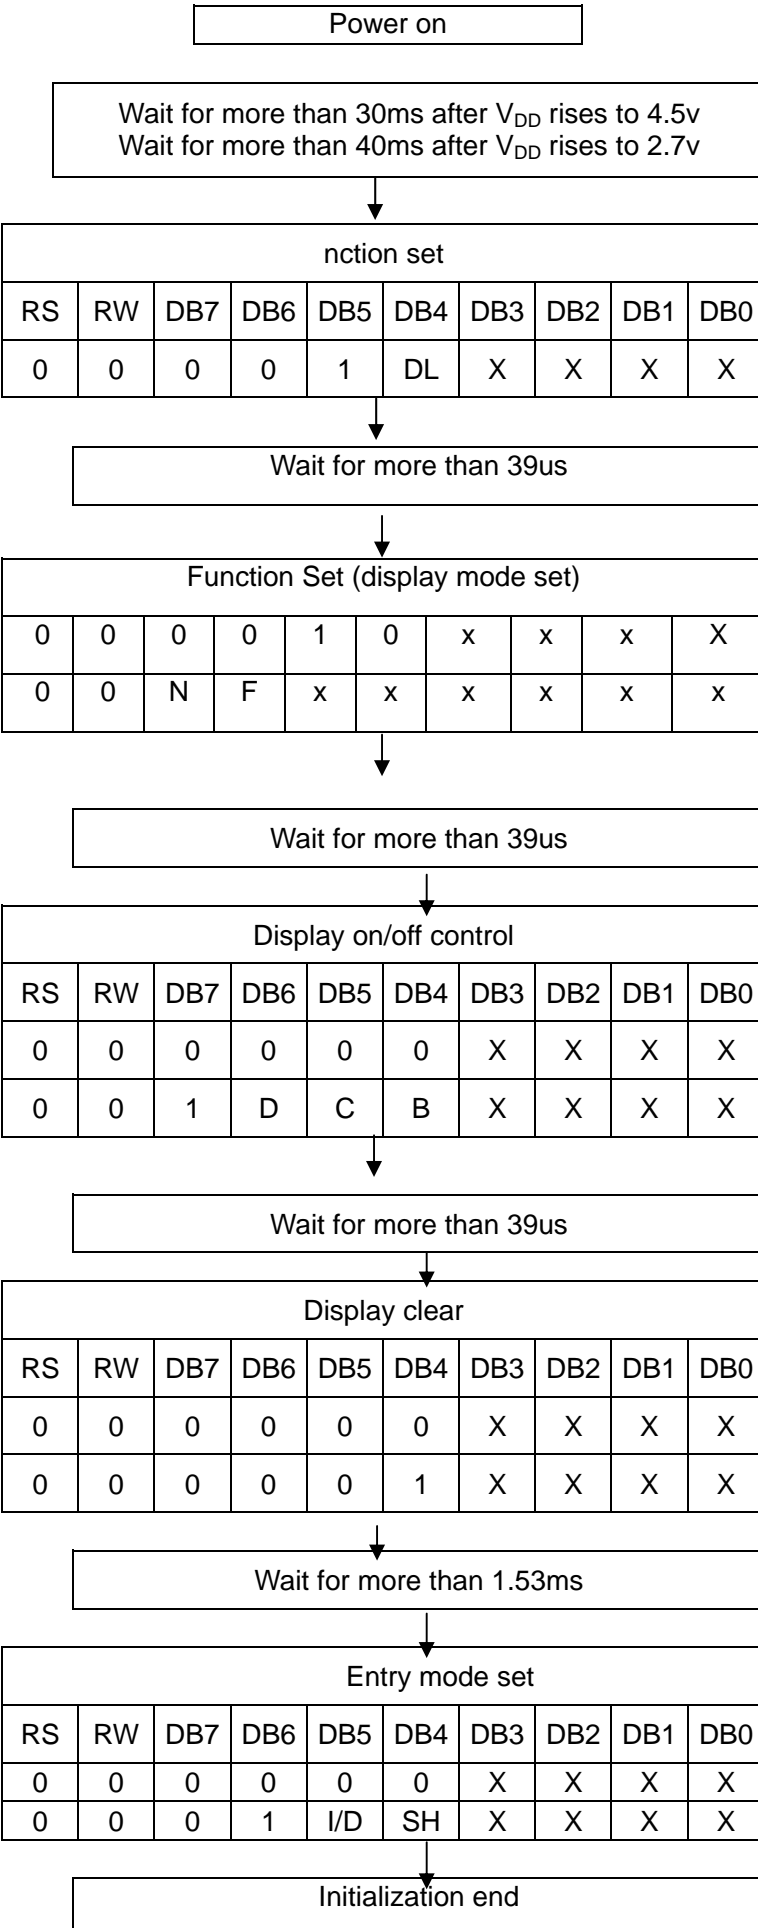 Power on
Wait for more than 30ms after VDD rises to 4.5v
Wait for more than 40ms after VDD rises to 2.7v
nction set
RS RW DB7 DB6 DB5 DB4 DB3 DB2 DB1 DB0
0 0 0 0 1 DL X X X X
Wait for more than 39us
Function Set (display mode set)
0 0 0 0 1 0 x x x X
0 0 N F x x x x x x
Wait for more than 39us
Display on/off control
RS RW DB7 DB6 DB5 DB4 DB3 DB2 DB1 DB0
0 0 0 0 0 0 X X X X
0 0 1 D C B X X X X
Wait for more than 39us
Display clear
RS RW DB7 DB6 DB5 DB4 DB3 DB2 DB1 DB0
0 0 0 0 0 0 X X X X
0 0 0 0 0 1 X X X X
Wait for more than 1.53ms
Entry mode set
RS RW DB7 DB6 DB5 DB4 DB3 DB2 DB1 DB0
0 0 0 0 0 0 X X X X
0 0 0 1 I/D SH X X X X
Initialization end